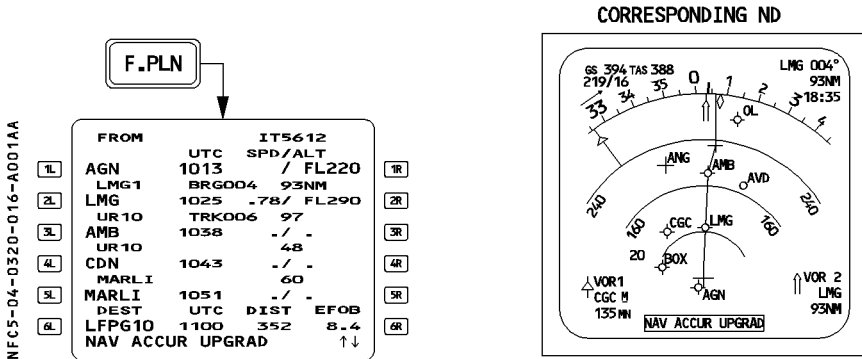 CORRESPONDING ND
F.PLN
NFC5-04-0320-016-A001AA
FROM IT5612
UTC SPD/ALT
1L AGN 1013 / FL220 1R
LMG1 BRG004 93NM
2L LMG 1025 .78/ FL290 2R
UR10 TRK006 97
3L AMB 1038 ./ . 3R
UR10 48
4L CDN 1043 ./ . 4R
MARLI 60
5L MARLI 1051 ./ . 5R
DEST UTC DIST EFOB
6L LFPG10 1100 352 8.4 6R
NAV ACCUR UPGRAD ↑↓
GS 394 TAS 388
219/16
LMG 004°
93NM
18:35
33 34 35 0 1 2 3 4
OL
ANG
AMB
AVD
240 240
160 160
CGC
LMG
20
BOX
AGN
VOR1
CGC M
135 MN
VOR 2
LMG
93NM
NAV ACCUR UPGRAD